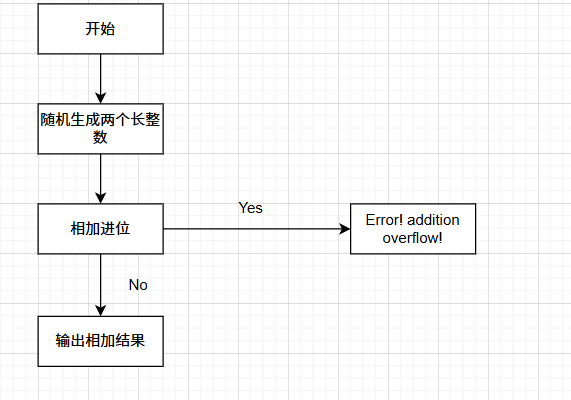 开始
随机生成两个长整
数
相加进位
Yes
Error! addition
overflow!
No
输出相加结果